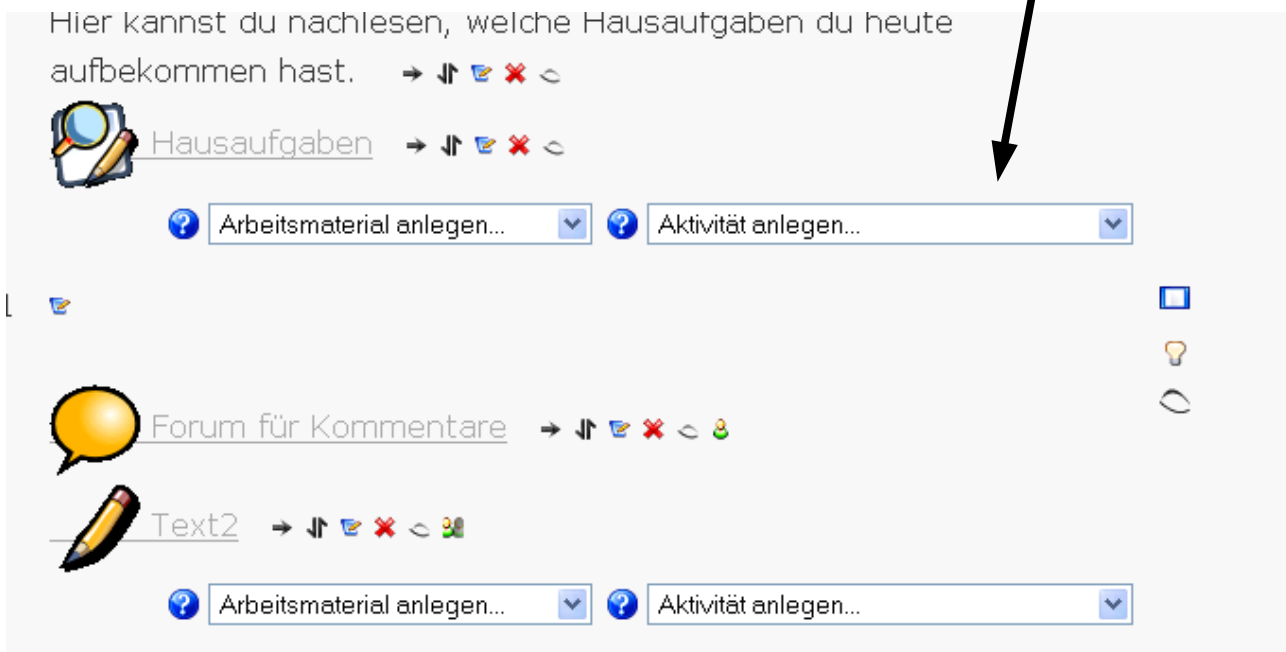 Hier kannst du nachlesen, welche Hausaufgaben du heute
aufbekommen hast.
Hausaufgaben
Arbeitsmaterial anlegen... Aktivität anlegen...
1
Forum für Kommentare
Text2
Arbeitsmaterial anlegen... Aktivität anlegen...